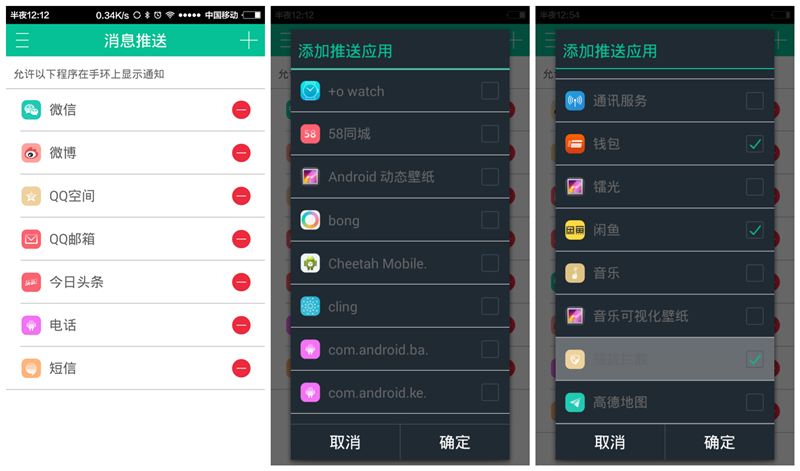 半夜12:12
0.34K/s
中国移动
消息推送
允许以下程序在手环上显示通知
微信
微博
QQ空间
QQ邮箱
今日头条
电话
短信
半夜12:12
添加推送应用
+o watch
58同城
58
Android 动态壁纸
bong
Cheetah Mobile.
cling
com.android.ba.
com.android.ke.
取消
确定
半夜12:54
添加推送应用
通讯服务
钱包
镭光
闲鱼
音乐
音乐可视化壁纸
高德地图
取消
确定